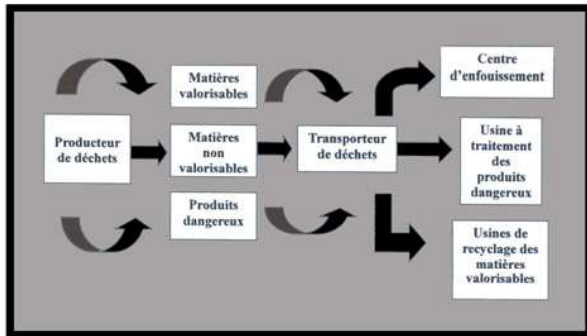 Producteur
de déchets
Matières
valorisables
Matières
non
valorisables
Produits
dangereux
Transporteur
de déchets
Centre
d'enfouissement
Usine à
traitement
des
produits
dangereux
Usines de
recyclage des
matières
valorisables